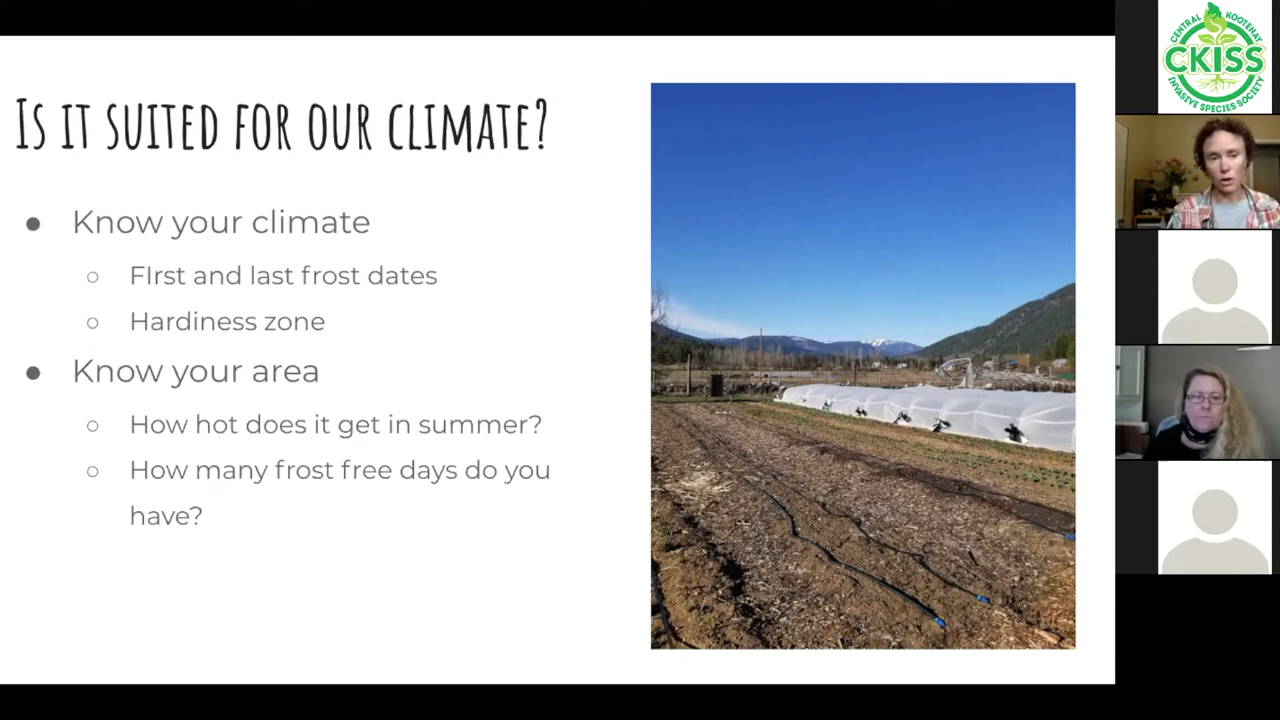 IS IT SUITED FOR OUR CLIMATE?
● Know your climate
○ FIrst and last frost dates
○ Hardiness zone
● Know your area
○ How hot does it get in summer?
○ How many frost free days do you
have?
CENTRAL KOOTENAY
CKISS
INVASIVE SPECIES SOCIETY